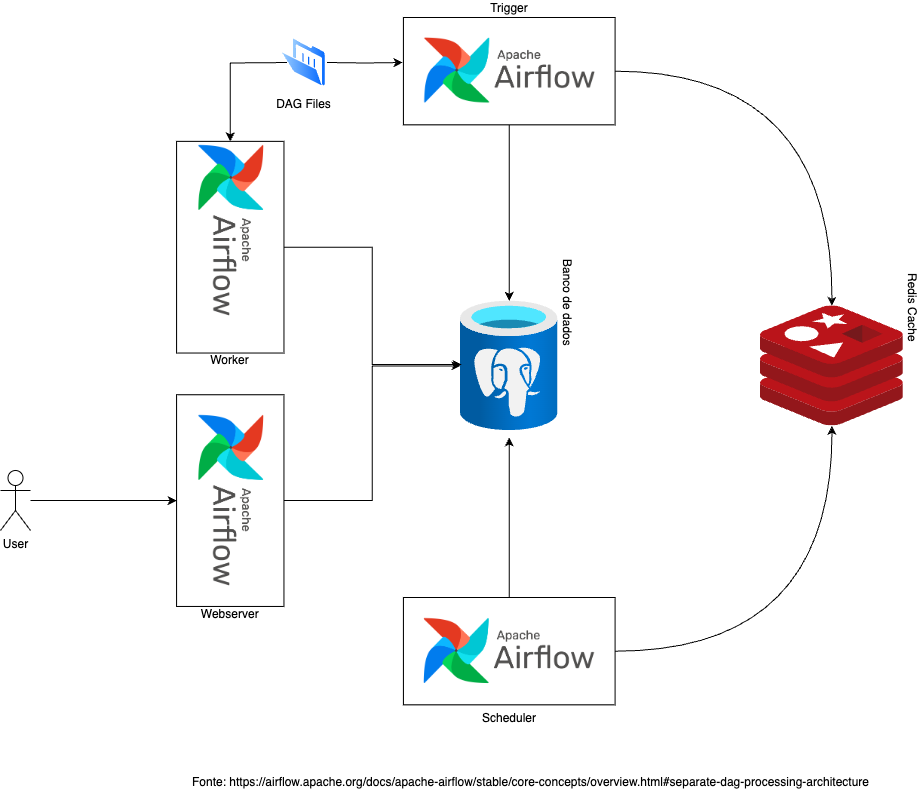 Trigger
Apache
Airflow
DAG Files
Apache
Airflow
Worker
Banco de dados
Redis Cache
Apache
Airflow
Webserver
User
Apache
Airflow
Scheduler
Fonte: https://airflow.apache.org/docs/apache-airflow/stable/core-concepts/overview.html#separate-dag-processing-architecture